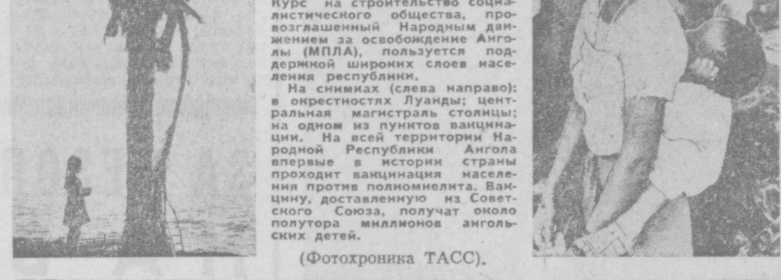 Курс на строительство социа-
листического общества, про-
возглашенный Народным дви-
жением за освобождение Анго-
лы (МПЛА), пользуется под-
держкой широких слоев насе-
ления республики.
На снимках (слева направо):
в окрестностях Луанды; цент-
ральная магистраль столицы;
на одном из пунктов вакцина-
ции. На всей территории На-
родной Республики Ангола
впервые в истории страны
проходит вакцинация населе-
ния против полиомиелита. Вак-
цину, доставленную из Совет-
ского Союза, получат около
полутора миллионов анголь-
ских детей.
(Фотохроника ТАСС).